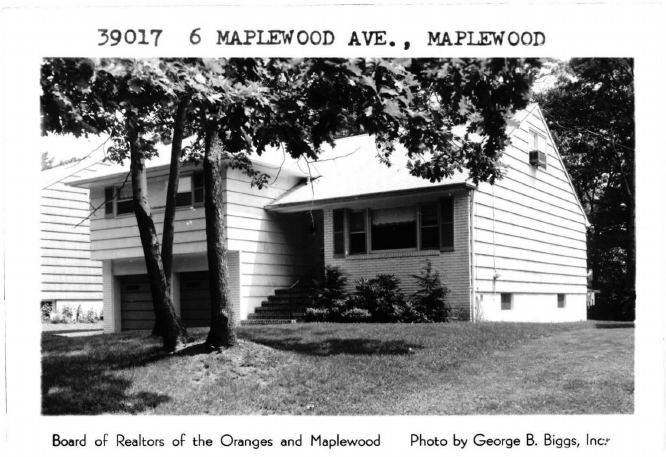 39017 6 MAPLEWOOD AVE., MAPLEWOOD
Board of Realtors of the Oranges and Maplewood Photo by George B. Biggs, Inc.